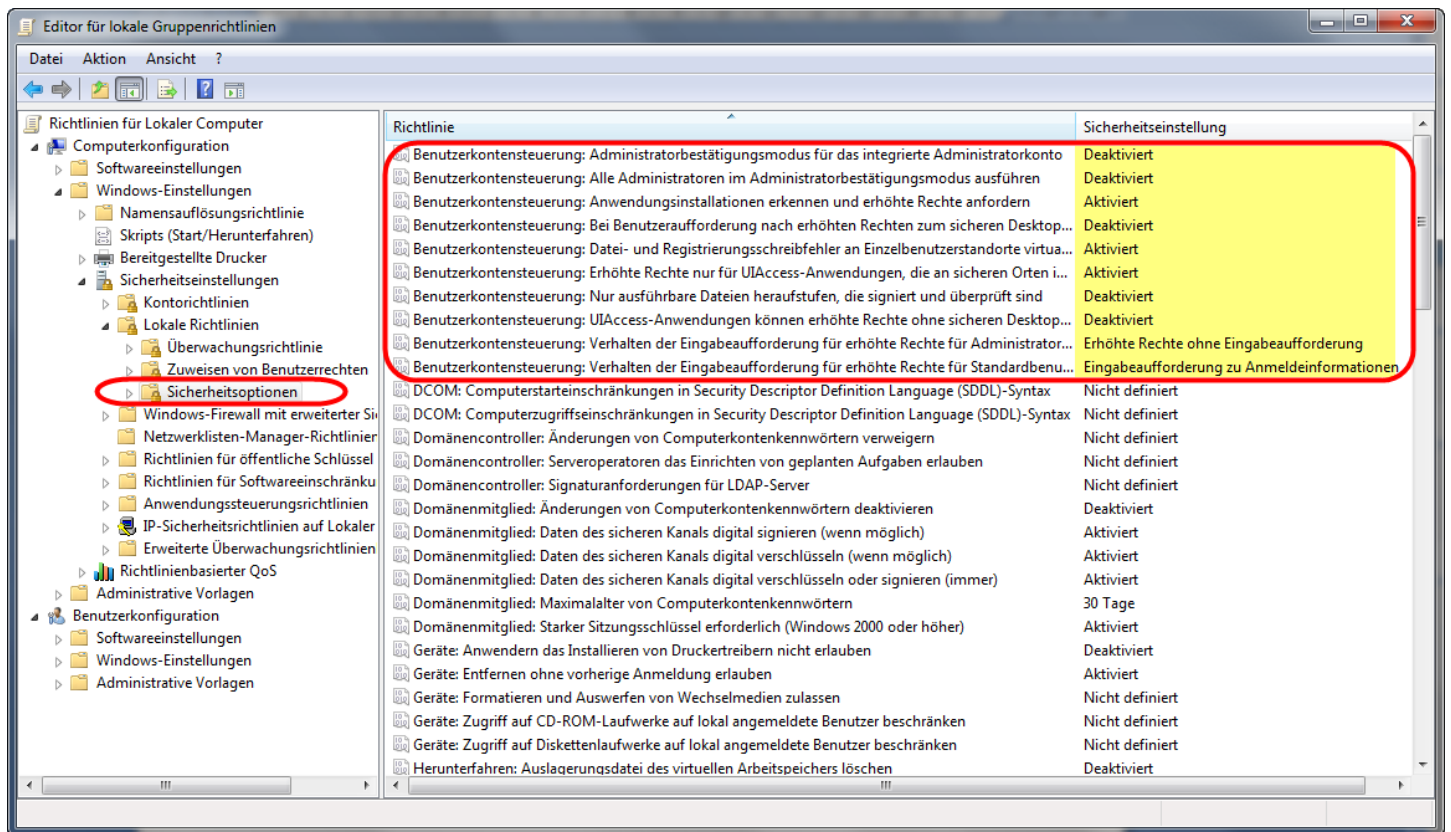 Editor für lokale Gruppenrichtlinien
Datei Aktion Ansicht ?
Richtlinien für Lokaler Computer
Computerkonfiguration
Softwareeinstellungen
Windows-Einstellungen
Namensauflösungsrichtlinie
Skripts (Start/Herunterfahren)
Bereitgestellte Drucker
Sicherheitseinstellungen
Kontorichtlinien
Lokale Richtlinien
Überwachungsrichtlinie
Zuweisen von Benutzerrechten
Sicherheitsoptionen
Windows-Firewall mit erweiterter Si
Netzwerklisten-Manager-Richtlinien
Richtlinien für öffentliche Schlüssel
Richtlinien für Softwareeinschränku
Anwendungssteuerungsrichtlinien
IP-Sicherheitsrichtlinien auf Lokaler
Erweiterte Überwachungsrichtlinien
Richtlinienbasierter QoS
Administrative Vorlagen
Benutzerkonfiguration
Softwareeinstellungen
Windows-Einstellungen
Administrative Vorlagen
Richtlinie Sicherheitseinstellung
Benutzerkontensteuerung: Administratorbestätigungsmodus für das integrierte Administratorkonto Deaktiviert
Benutzerkontensteuerung: Alle Administratoren im Administratorbestätigungsmodus ausführen Deaktiviert
Benutzerkontensteuerung: Anwendungsinstallationen erkennen und erhöhte Rechte anfordern Aktiviert
Benutzerkontensteuerung: Bei Benutzeraufforderung nach erhöhten Rechten zum sicheren Desktop... Deaktiviert
Benutzerkontensteuerung: Datei- und Registrierungsschreibfehler an Einzelbenutzerstandorte virtua... Aktiviert
Benutzerkontensteuerung: Erhöhte Rechte nur für UIAccess-Anwendungen, die an sicheren Orten i... Aktiviert
Benutzerkontensteuerung: Nur ausführbare Dateien heraufstufen, die signiert und überprüft sind Deaktiviert
Benutzerkontensteuerung: UIAccess-Anwendungen können erhöhte Rechte ohne sicheren Desktop... Deaktiviert
Benutzerkontensteuerung: Verhalten der Eingabeaufforderung für erhöhte Rechte für Administrator... Erhöhte Rechte ohne Eingabeaufforderung
Benutzerkontensteuerung: Verhalten der Eingabeaufforderung für erhöhte Rechte für Standardbenu... Eingabeaufforderung zu Anmeldeinformationen
DCOM: Computerstarteinschränkungen in Security Descriptor Definition Language (SDDL)-Syntax Nicht definiert
DCOM: Computerzugriffseinschränkungen in Security Descriptor Definition Language (SDDL)-Syntax Nicht definiert
Domänencontroller: Änderungen von Computerkontenkennwörtern verweigern Nicht definiert
Domänencontroller: Serveroperatoren das Einrichten von geplanten Aufgaben erlauben Nicht definiert
Domänencontroller: Signaturanforderungen für LDAP-Server Nicht definiert
Domänenmitglied: Änderungen von Computerkontenkennwörtern deaktivieren Deaktiviert
Domänenmitglied: Daten des sicheren Kanals digital signieren (wenn möglich) Aktiviert
Domänenmitglied: Daten des sicheren Kanals digital verschlüsseln (wenn möglich) Aktiviert
Domänenmitglied: Daten des sicheren Kanals digital verschlüsseln oder signieren (immer) Aktiviert
Domänenmitglied: Maximalalter von Computerkontenkennwörtern 30 Tage
Domänenmitglied: Starker Sitzungsschlüssel erforderlich (Windows 2000 oder höher) Aktiviert
Geräte: Anwendern das Installieren von Druckertreibern nicht erlauben Deaktiviert
Geräte: Entfernen ohne vorherige Anmeldung erlauben Aktiviert
Geräte: Formatieren und Auswerfen von Wechselmedien zulassen Nicht definiert
Geräte: Zugriff auf CD-ROM-Laufwerke auf lokal angemeldete Benutzer beschränken Nicht definiert
Geräte: Zugriff auf Diskettenlaufwerke auf lokal angemeldete Benutzer beschränken Nicht definiert
Herunterfahren: Auslagerungsdatei des virtuellen Arbeitspeichers löschen Deaktiviert